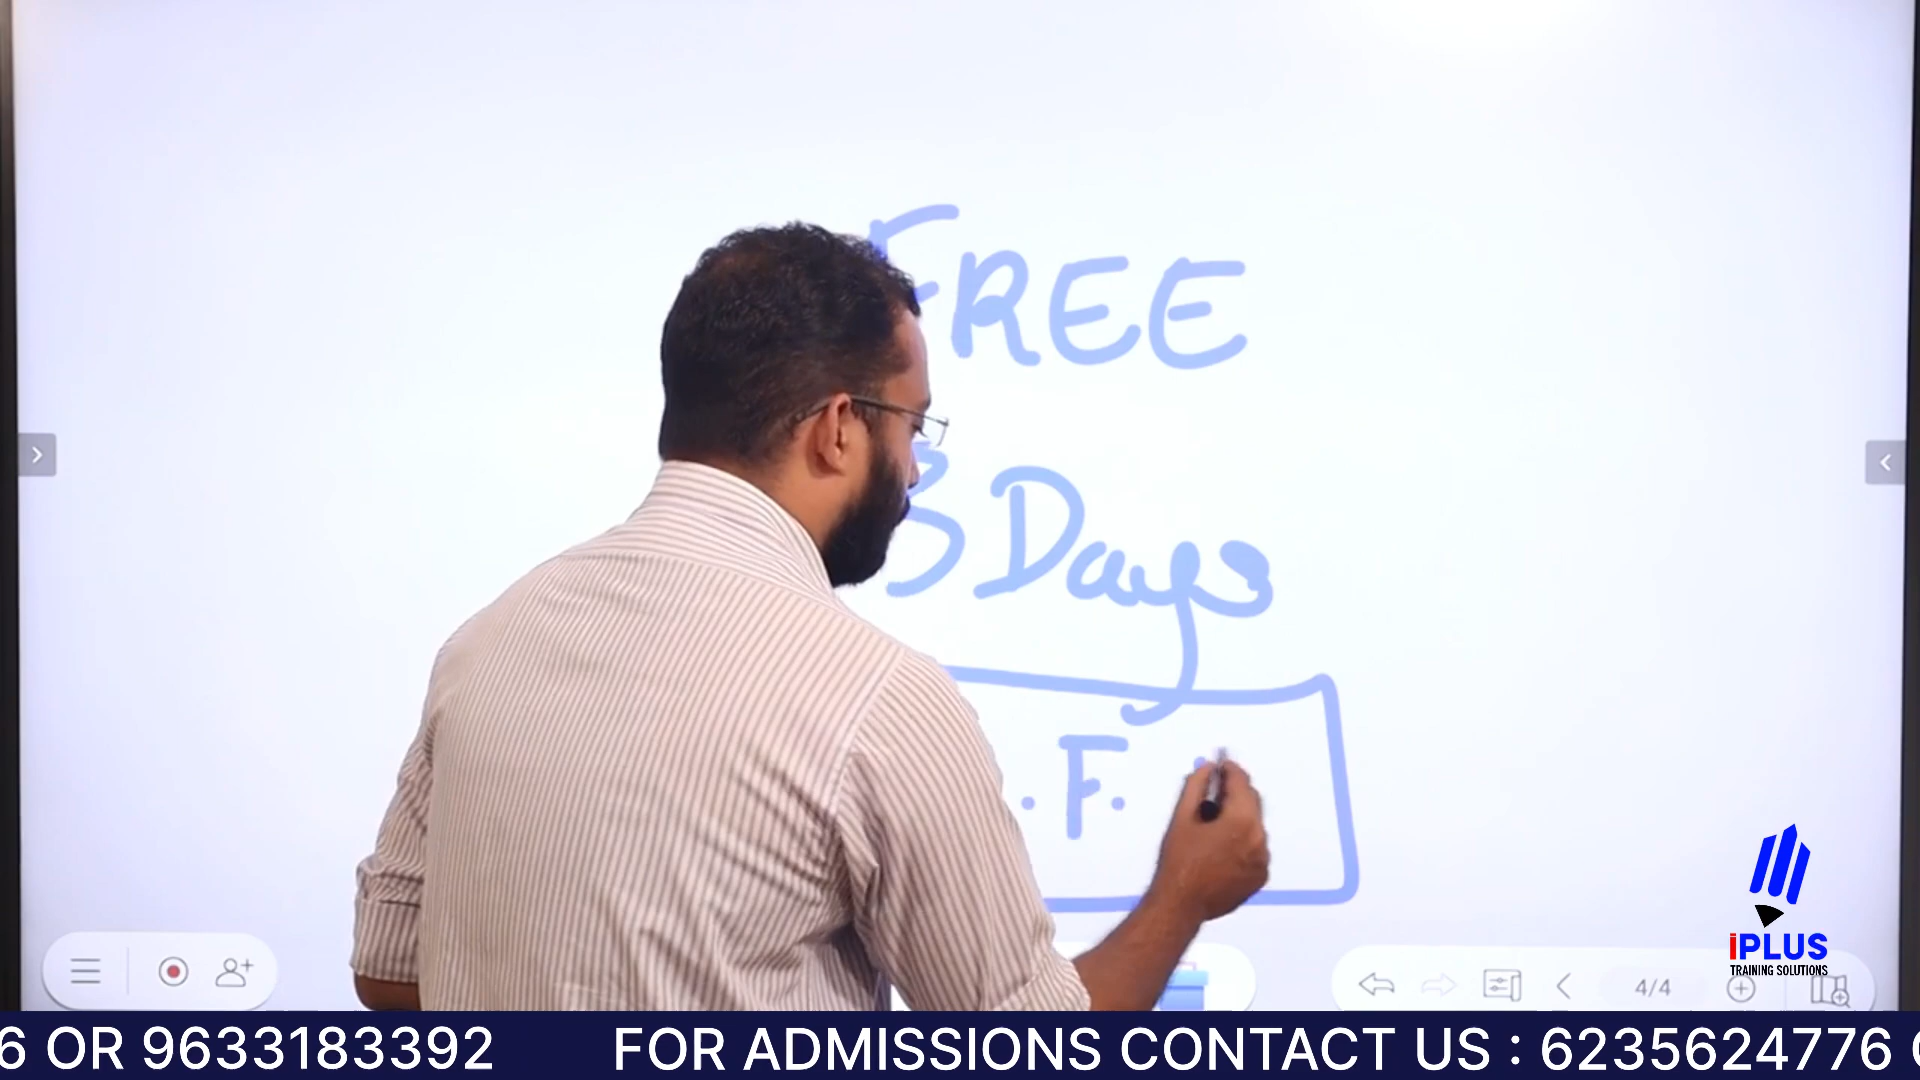 FREE
3 Days
. F.
4/4
iPLUS
TRAINING SOLUTIONS
6 OR 9633183392 FOR ADMISSIONS CONTACT US : 6235624776